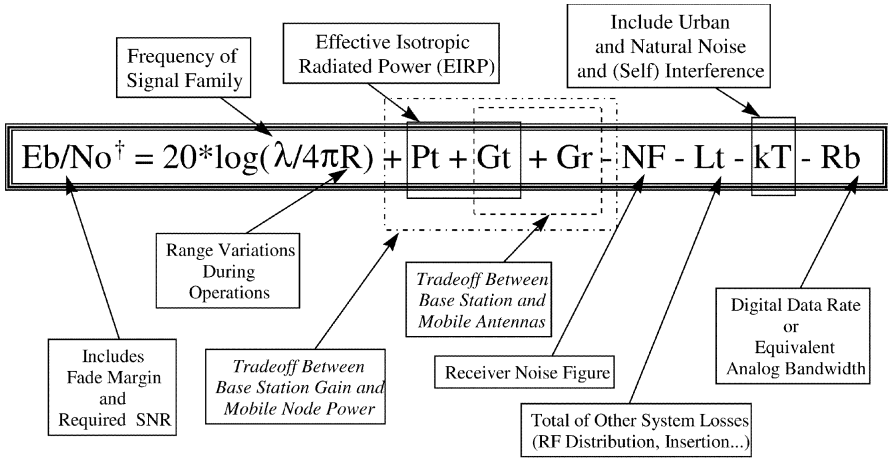 Frequency of
Signal Family
Effective Isotropic
Radiated Power (EIRP)
Include Urban
and Natural Noise
and (Self) Interference
Eb/No† = 20*log(λ/4πR) + Pt + Gt + Gr - NF - Lt - kT - Rb
Range Variations
During
Operations
Tradeoff Between
Base Station and
Mobile Antennas
Digital Data Rate
or
Equivalent
Analog Bandwidth
Includes
Fade Margin
and
Required SNR
Tradeoff Between
Base Station Gain and
Mobile Node Power
Receiver Noise Figure
Total of Other System Losses
(RF Distribution, Insertion...)